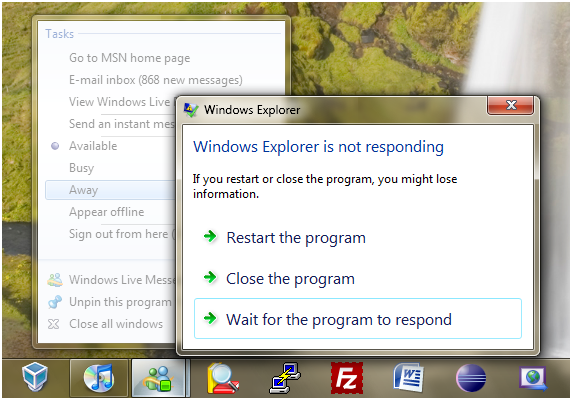 Tasks
Go to MSN home page
E-mail inbox (868 new messages)
View Windows Live
Send an instant mes
Available
Busy
Away
Appear offline
Sign out from here (
Windows Live Messe
Unpin this program
Close all windows
Windows Explorer
Windows Explorer is not responding
If you restart or close the program, you might lose
information.
Restart the program
Close the program
Wait for the program to respond
FZ
W